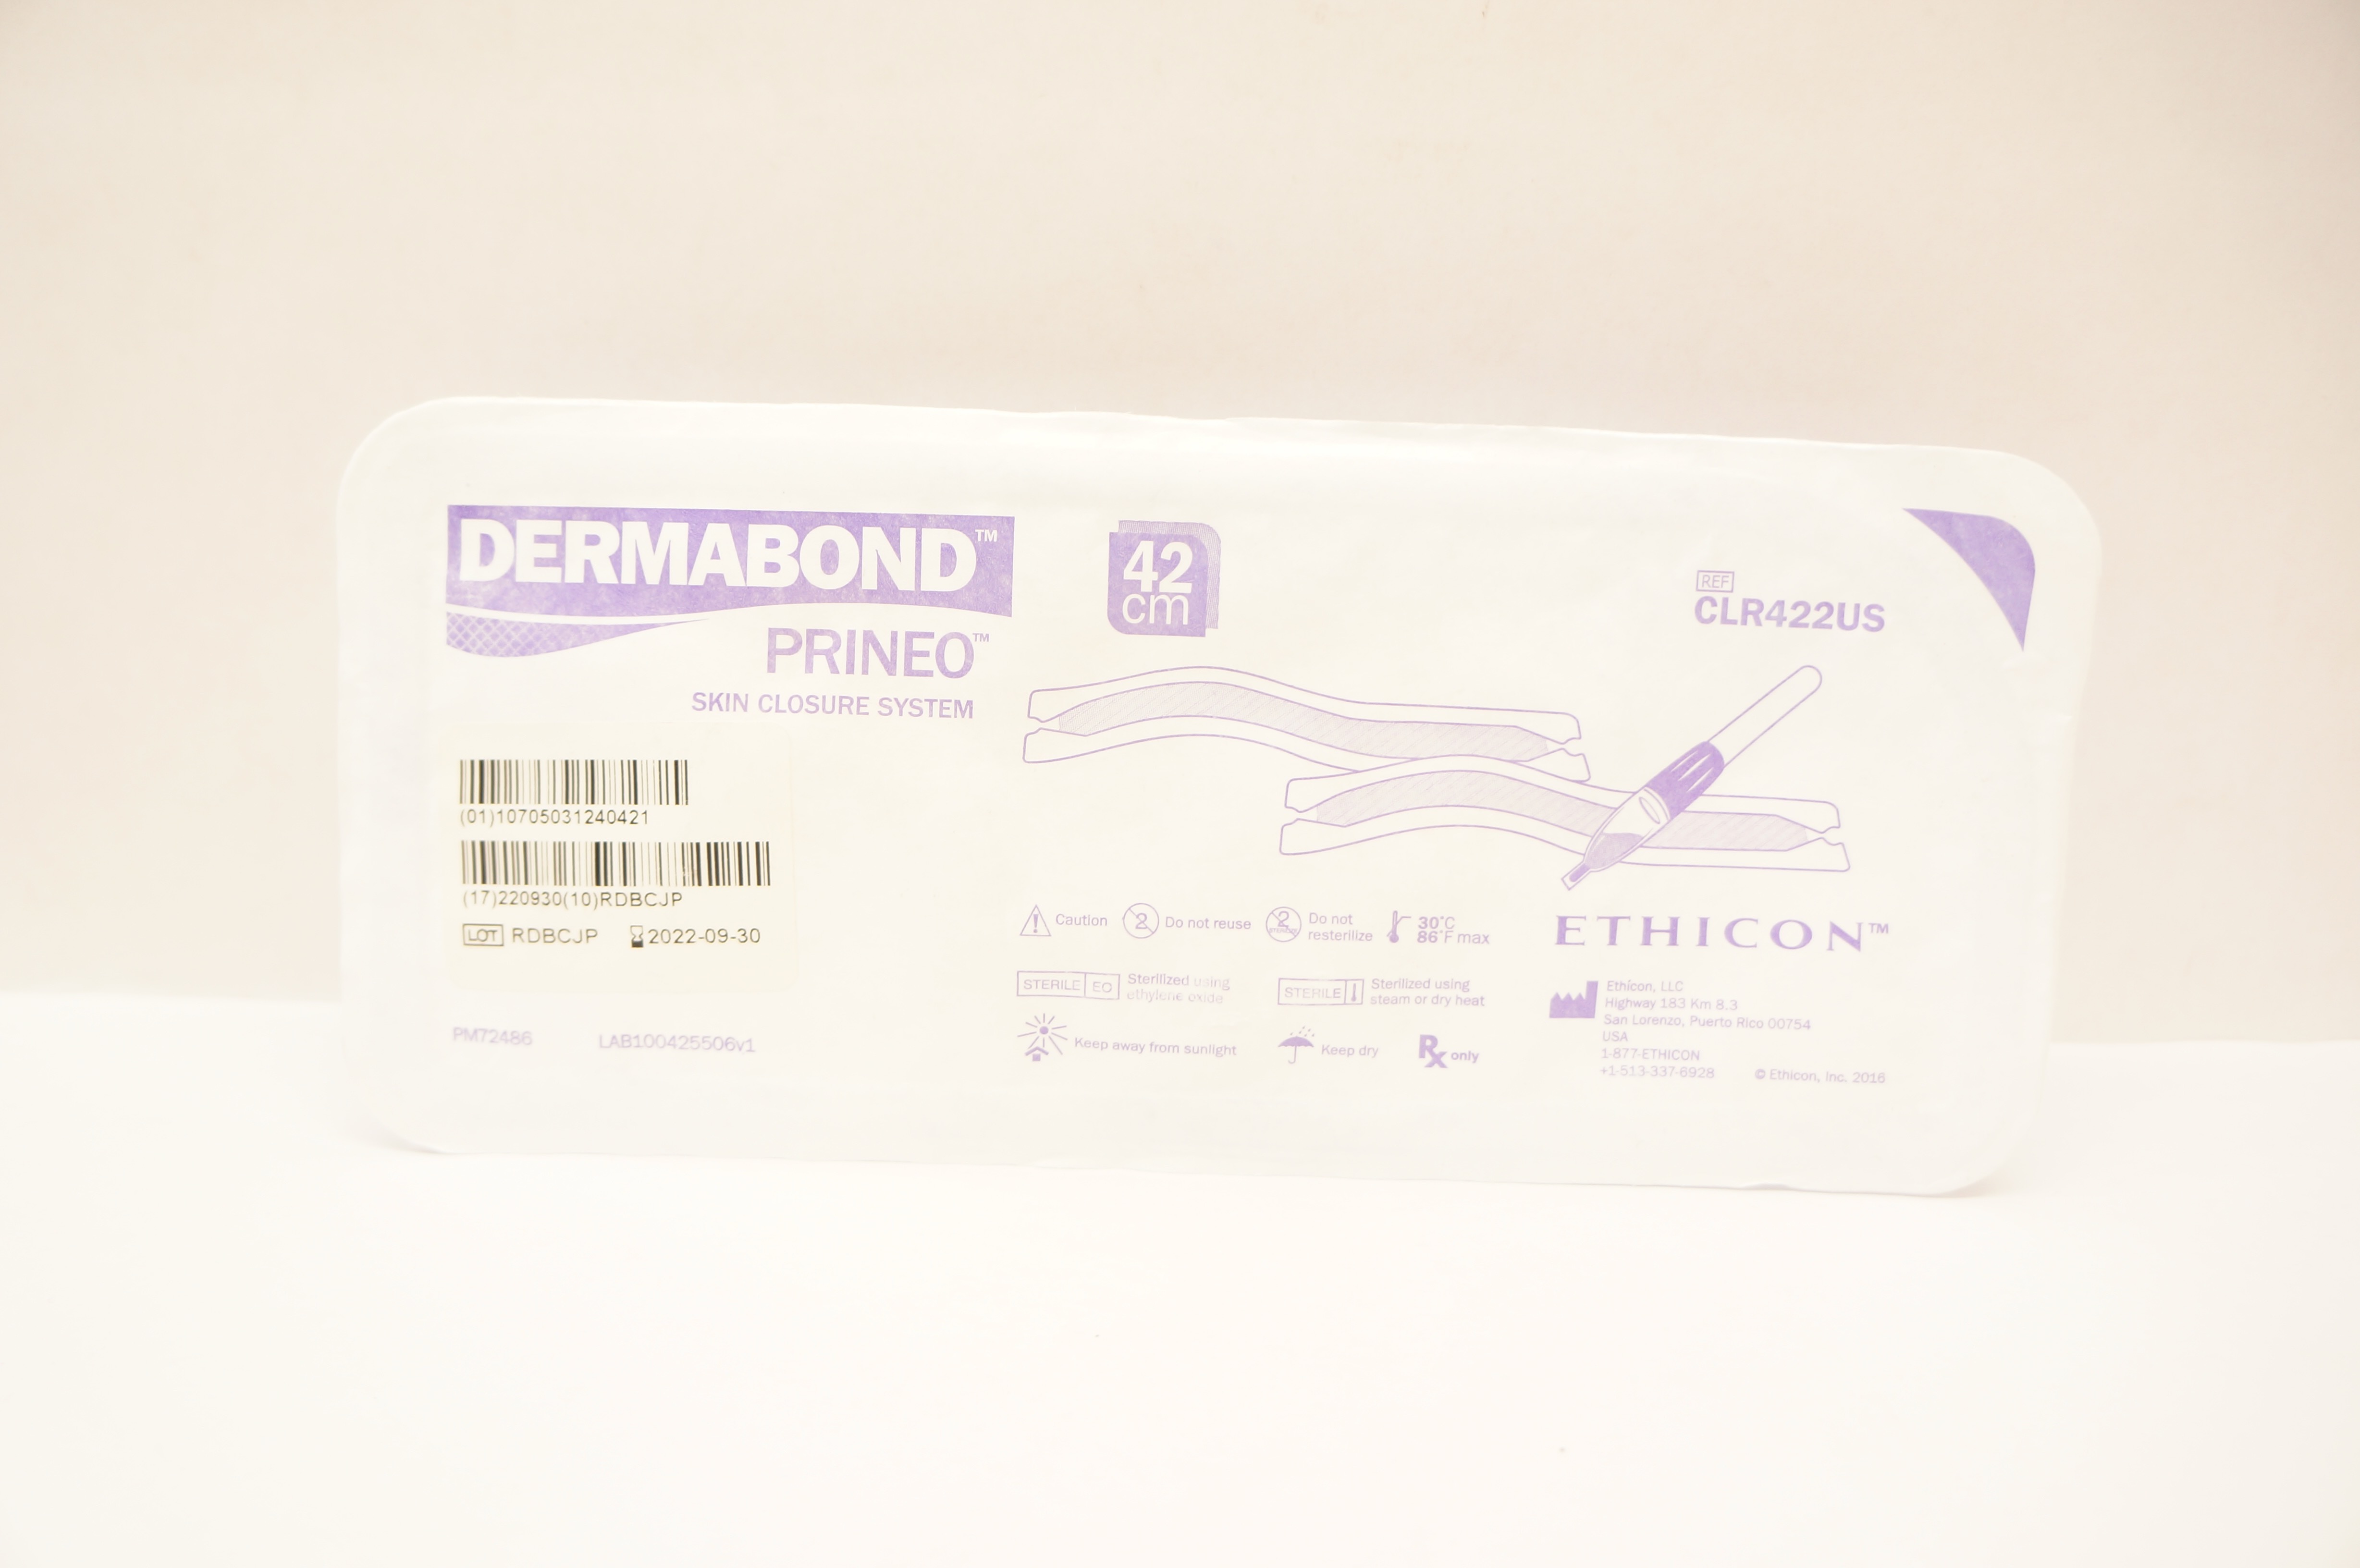 DERMABOND™
PRINEO™
SKIN CLOSURE SYSTEM
42
cm
REF
CLR422US
(01)10705031240421
(17)220930(10)RDBCJP
LOT RDBCJP 2022-09-30
PM72486 LAB100425506v1
Caution
2 Do not reuse
2 Do not
resterilize
30°C
86°F max
STERILE EO Sterilized using
ethylene oxide
STERILE Sterilized using
steam or dry heat
Keep away from sunlight
Keep dry
Rx only
ETHICON™
Ethicon, LLC
Highway 183 Km 8.3
San Lorenzo, Puerto Rico 00754
USA
1-877-ETHICON
+1-513-337-6928
© Ethicon, Inc. 2016